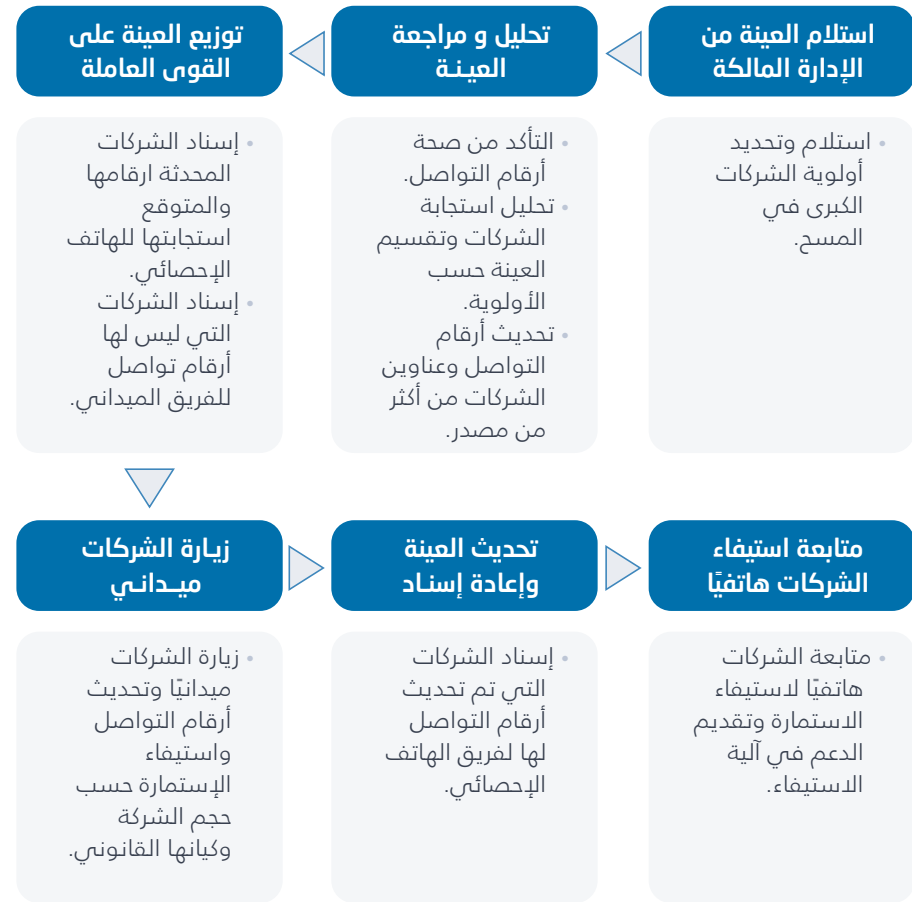 استلام العينة من
الإدارة المالكة
• استلام وتحديد
أولوية الشركات
الكبرى في
المسح.
تحليل و مراجعة
العينة
• التأكد من صحة
أرقام التواصل.
• تحليل استجابة
الشركات وتقسيم
العينة حسب
الأولوية.
• تحديث أرقام
التواصل وعناوين
الشركات من أكثر
من مصدر.
توزيع العينة على
القوى العاملة
• إسناد الشركات
المحدثة ارقامها
والمتوقع
استجابتها للهاتف
الإحصائي.
• إسناد الشركات
التي ليس لها
أرقام تواصل
للفريق الميداني.
زيارة الشركات
ميــدانـي
• زيارة الشركات
ميدانيًا وتحديث
أرقام التواصل
واستيفاء
الإستمارة حسب
حجم الشركة
وكيانها القانوني.
تحديث العينة
وإعادة إسناد
• إسناد الشركات
التي تم تحديث
أرقام التواصل
لها لفريق الهاتف
الإحصائي.
متابعة استيفاء
الشركات هاتفيًا
• متابعة الشركات
هاتفيًا لاستيفاء
الاستمارة وتقديم
الدعم في آلية
الاستيفاء.